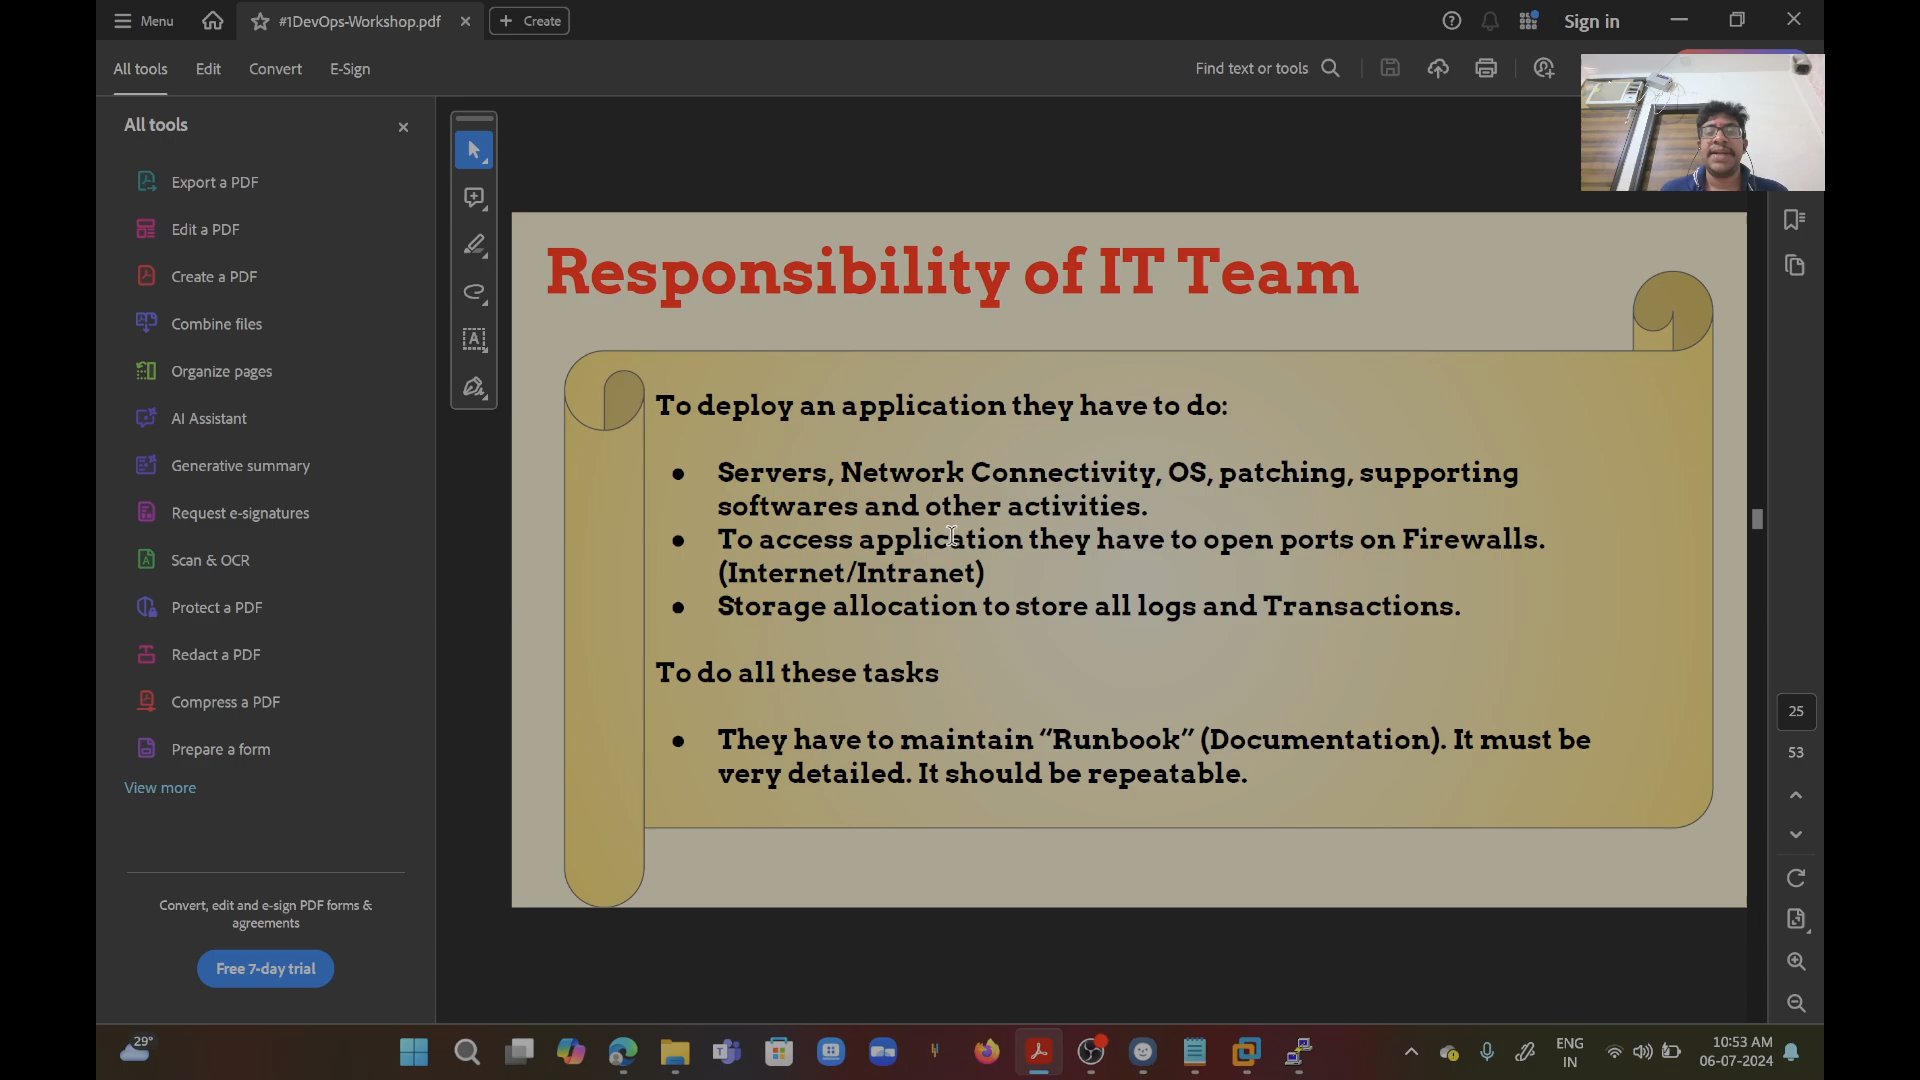 Menu
#1DevOps-Workshop.pdf
Create
Sign in
All tools
Edit
Convert
E-Sign
Find text or tools
All tools
Export a PDF
Edit a PDF
Create a PDF
Combine files
Organize pages
AI Assistant
Generative summary
Request e-signatures
Scan & OCR
Protect a PDF
Redact a PDF
Compress a PDF
Prepare a form
View more
Convert, edit and e-sign PDF forms &
agreements
Free 7-day trial
Responsibility of IT Team
To deploy an application they have to do:
● Servers, Network Connectivity, OS, patching, supporting
softwares and other activities.
● To access application they have to open ports on Firewalls.
(Internet/Intranet)
● Storage allocation to store all logs and Transactions.
To do all these tasks
● They have to maintain “Runbook” (Documentation). It must be
very detailed. It should be repeatable.
25
53
29°
ENG
IN
10:53 AM
06-07-2024